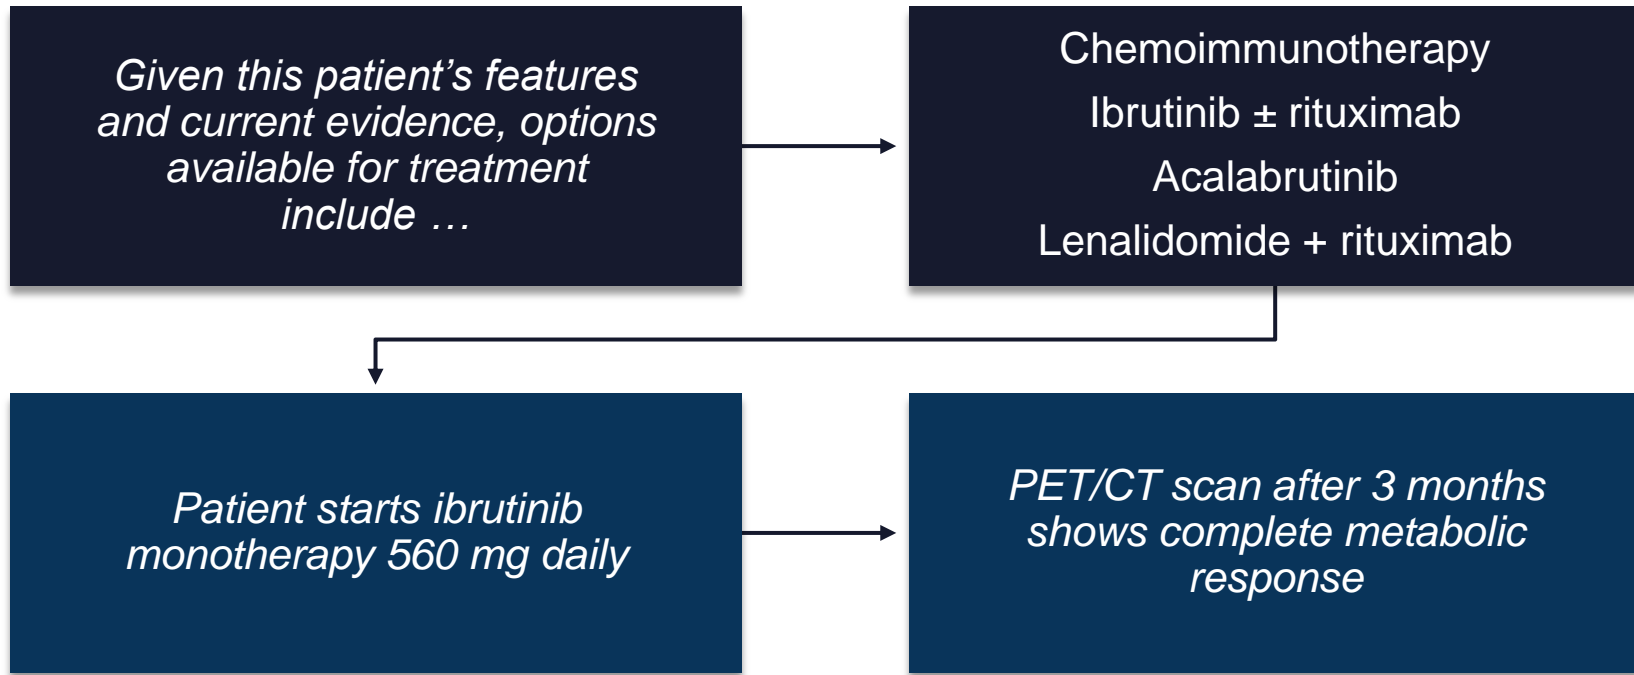 Given this patient’s features
and current evidence, options
available for treatment
include …
Chemoimmunotherapy
Ibrutinib ± rituximab
Acalabrutinib
Lenalidomide + rituximab
Patient starts ibrutinib
monotherapy 560 mg daily
PET/CT scan after 3 months
shows complete metabolic
response